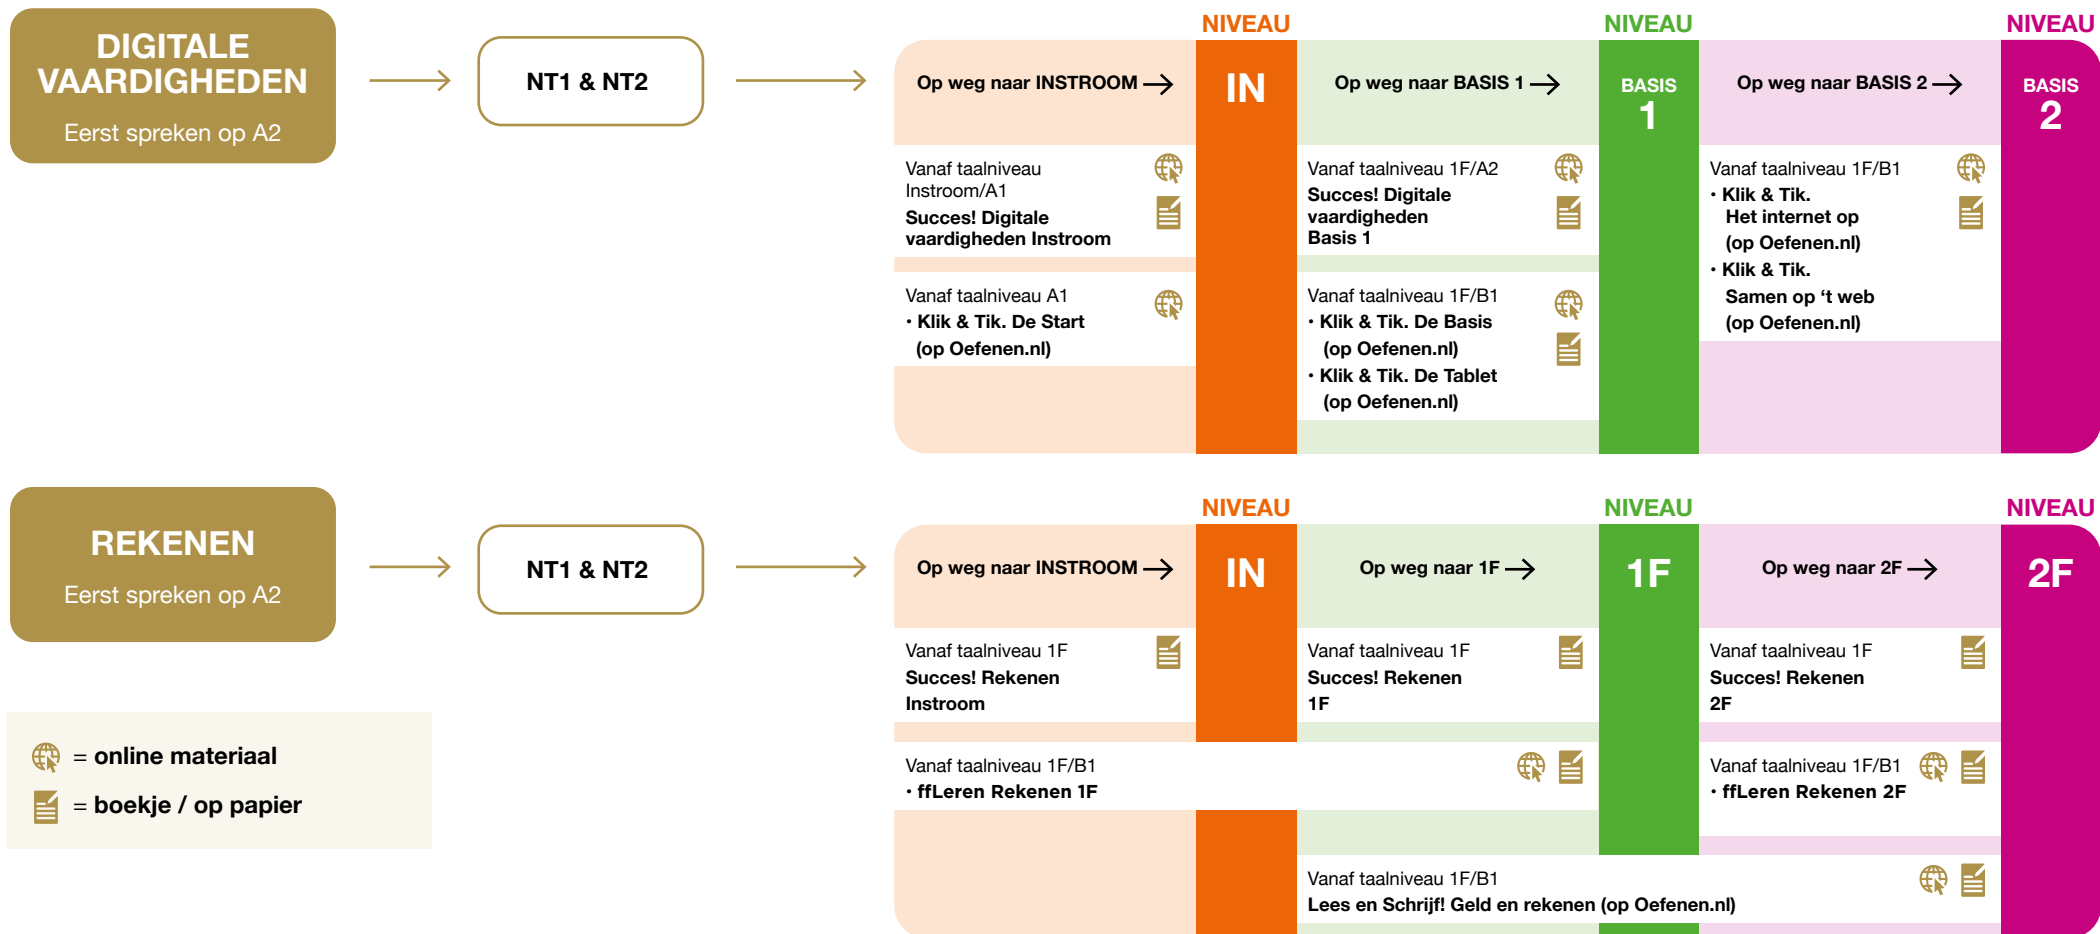 DIGITALE
VAARDIGHEDEN
Eerst spreken op A2
NT1 & NT2
NIVEAU
NIVEAU
NIVEAU
Op weg naar INSTROOM
IN
Op weg naar BASIS 1
BASIS
1
Op weg naar BASIS 2
BASIS
2
Vanaf taalniveau
Instroom/A1
Succes! Digitale
vaardigheden Instroom
Vanaf taalniveau A1
• Klik & Tik. De Start
(op Oefenen.nl)
Vanaf taalniveau 1F/A2
Succes! Digitale
vaardigheden
Basis 1
Vanaf taalniveau 1F/B1
• Klik & Tik. De Basis
(op Oefenen.nl)
• Klik & Tik. De Tablet
(op Oefenen.nl)
Vanaf taalniveau 1F/B1
• Klik & Tik.
Het internet op
(op Oefenen.nl)
• Klik & Tik.
Samen op ‘t web
(op Oefenen.nl)
REKENEN
Eerst spreken op A2
NT1 & NT2
NIVEAU
NIVEAU
NIVEAU
Op weg naar INSTROOM
IN
Op weg naar 1F
1F
Op weg naar 2F
2F
Vanaf taalniveau 1F
Succes! Rekenen
Instroom
Vanaf taalniveau 1F
Succes! Rekenen
1F
Vanaf taalniveau 1F
Succes! Rekenen
2F
Vanaf taalniveau 1F/B1
• ffLeren Rekenen 1F
Vanaf taalniveau 1F/B1
• ffLeren Rekenen 2F
Vanaf taalniveau 1F/B1
Lees en Schrijf! Geld en rekenen (op Oefenen.nl)
= online materiaal
= boekje / op papier